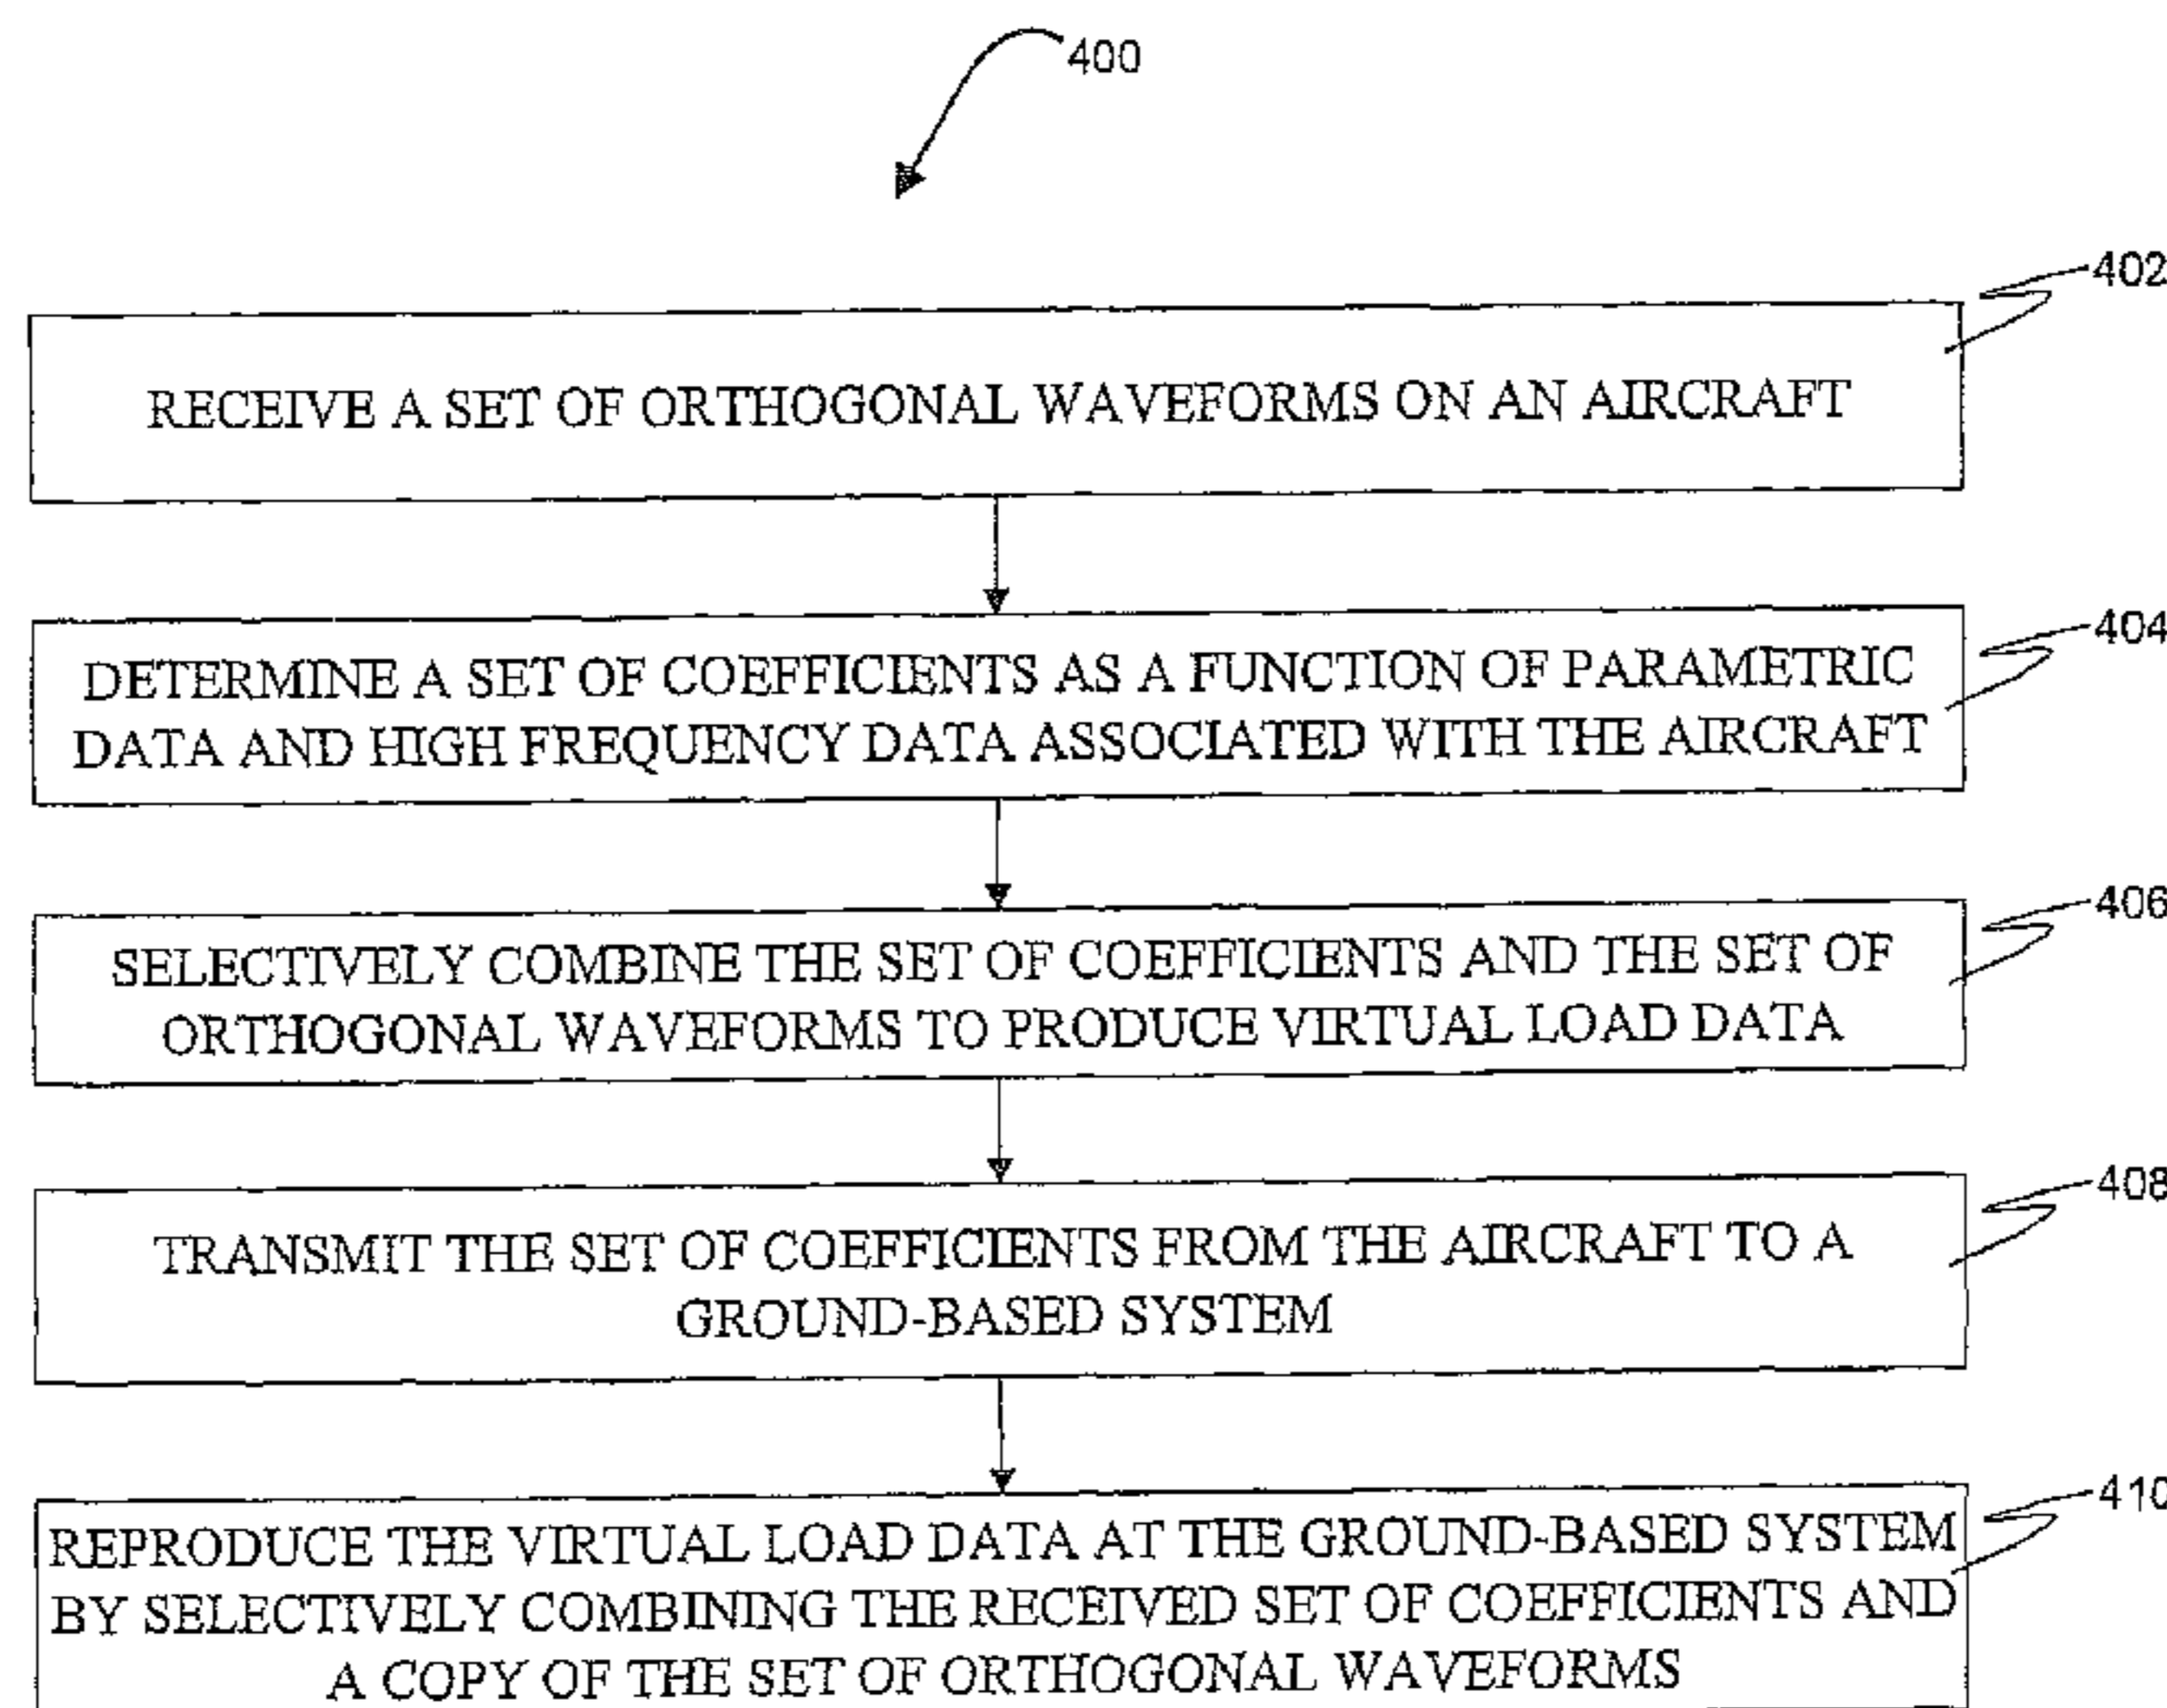 400
402
RECEIVE A SET OF ORTHOGONAL WAVEFORMS ON AN AIRCRAFT
404
DETERMINE A SET OF COEFFICIENTS AS A FUNCTION OF PARAMETRIC
DATA AND HIGH FREQUENCY DATA ASSOCIATED WITH THE AIRCRAFT
406
SELECTIVELY COMBINE THE SET OF COEFFICIENTS AND THE SET OF
ORTHOGONAL WAVEFORMS TO PRODUCE VIRTUAL LOAD DATA
408
TRANSMIT THE SET OF COEFFICIENTS FROM THE AIRCRAFT TO A
GROUND-BASED SYSTEM
410
REPRODUCE THE VIRTUAL LOAD DATA AT THE GROUND-BASED SYSTEM
BY SELECTIVELY COMBINING THE RECEIVED SET OF COEFFICIENTS AND
A COPY OF THE SET OF ORTHOGONAL WAVEFORMS